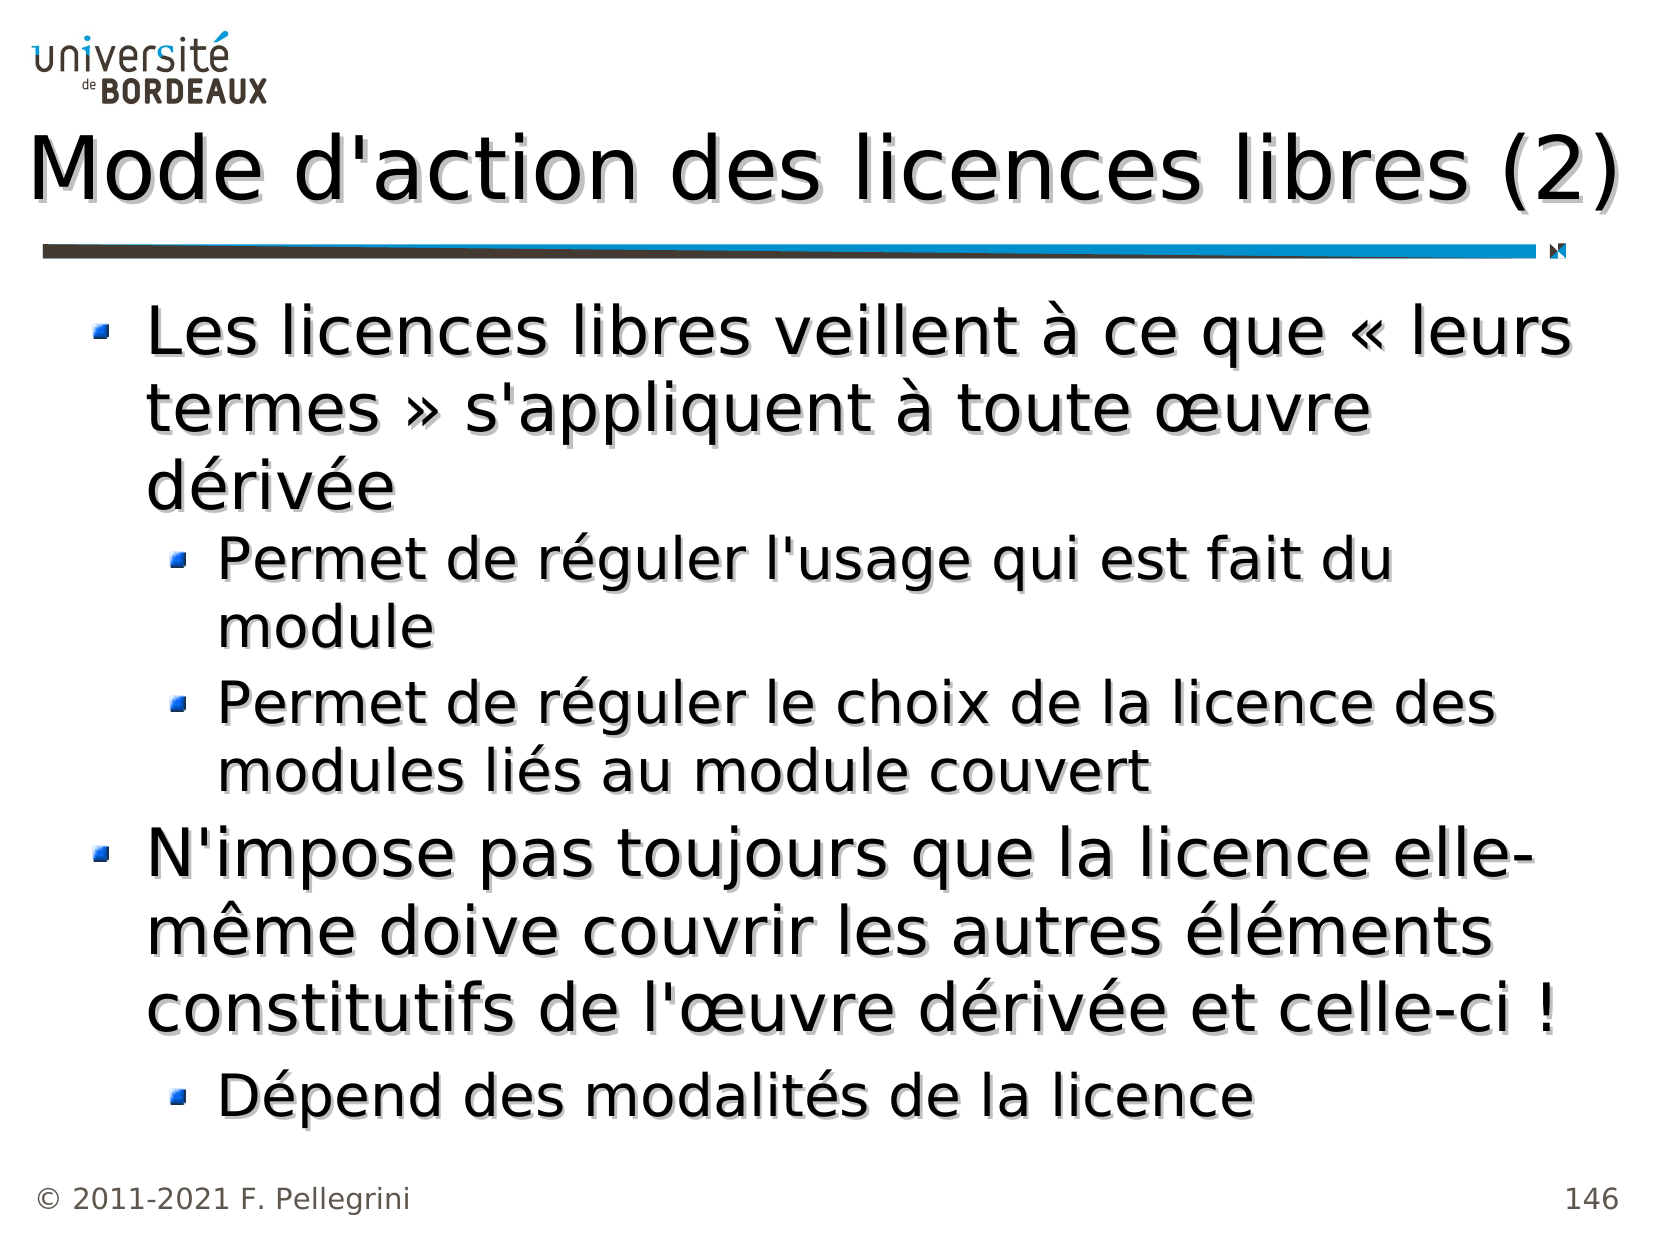 université
de BORDEAUX
Mode d'action des licences libres (2)
Les licences libres veillent à ce que « leurs
termes » s'appliquent à toute œuvre
dérivée
Permet de réguler l'usage qui est fait du
module
Permet de réguler le choix de la licence des
modules liés au module couvert
N'impose pas toujours que la licence elle-
même doive couvrir les autres éléments
constitutifs de l'œuvre dérivée et celle-ci !
Dépend des modalités de la licence
© 2011-2021 F. Pellegrini
146